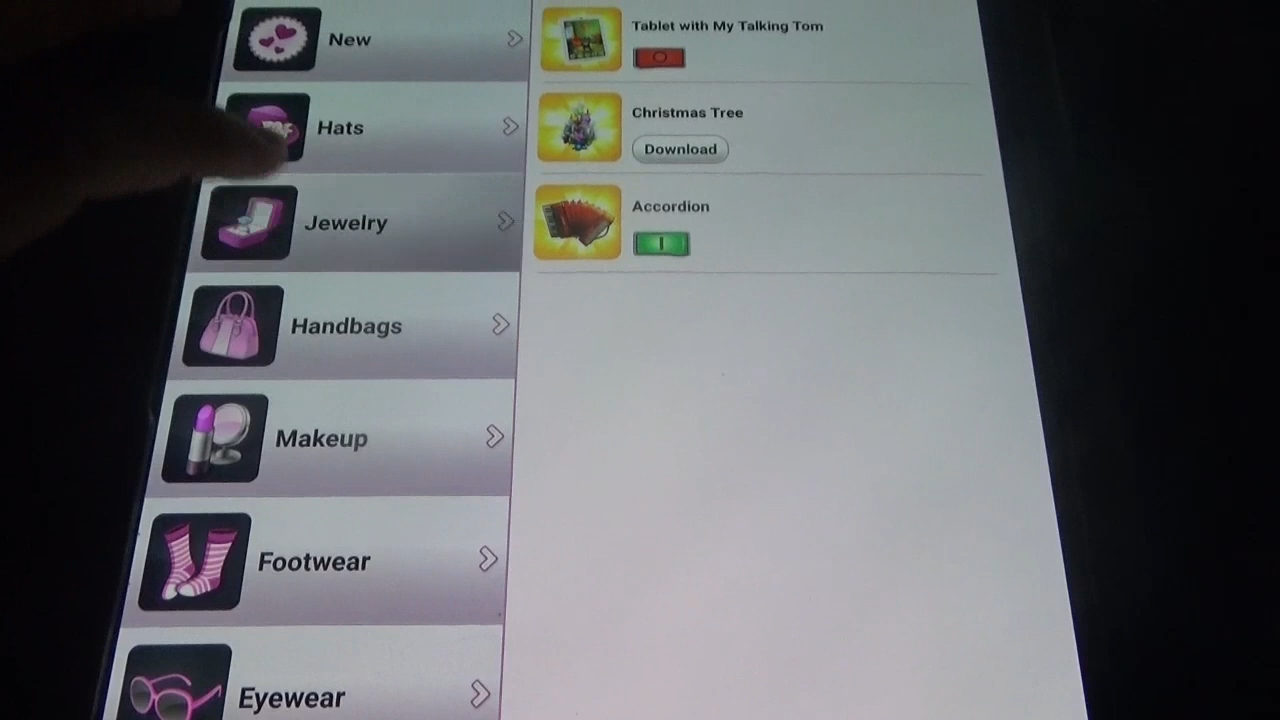 New
Hats
Jewelry
Handbags
Makeup
Footwear
Eyewear
Tablet with My Talking Tom
O
Christmas Tree
Download
Accordion
I